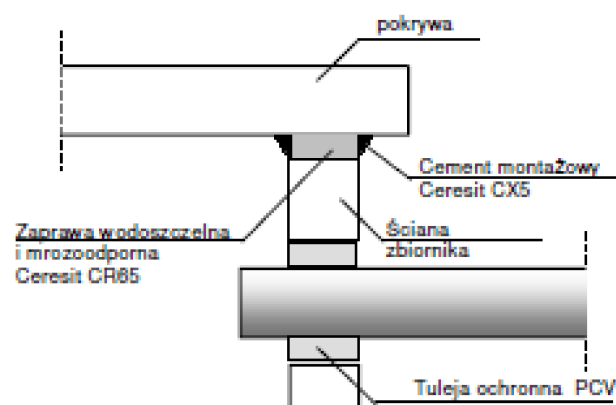 pokrywa
Cement montażowy
Ceresit CX5
Zaprawa wodoszczelna
i mrozoodporna
Ceresit CR65
Ściana
zbiornika
Tuleja ochronna PCV